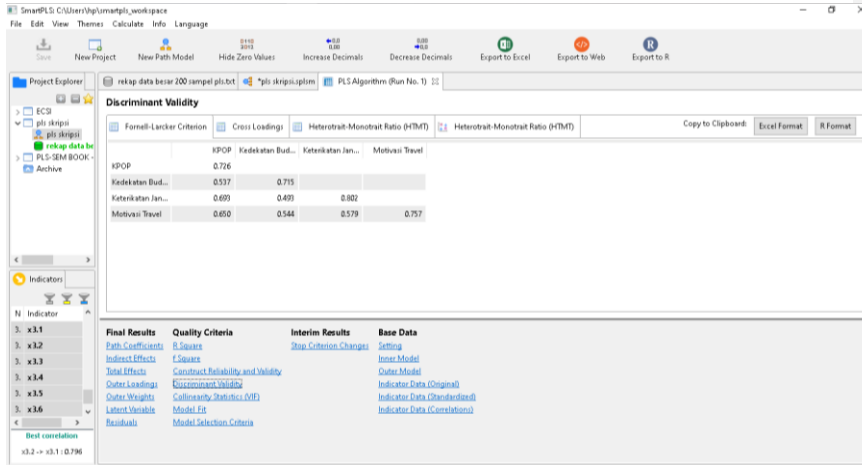 SmartPLS: C:\Users\hp\smartpls_workspace
File Edit View Themes Calculate Info Language
Save New Project New Path Model Hide Zero Values Increase Decimals Decrease Decimals Export to Excel Export to Web Export to R
Project Explorer
rekap data besar 200 sampel pls.txt *pls skripsi.splsm PLS Algorithm (Run No. 1)
ECSI
pls skripsi
pls skripsi
rekap data be
PLS-SEM BOOK -
Archive
Discriminant Validity
Fornell-Larcker Criterion Cross Loadings Heterotrait-Monotrait Ratio (HTMT) Heterotrait-Monotrait Ratio (HTMT) Copy to Clipboard: Excel Format R Format
KPOP Kedekatan Bud... Keterikatan Jan... Motivasi Travel
KPOP 0.726
Kedekatan Bud... 0.537 0.715
Keterikatan Jan... 0.693 0.493 0.802
Motivasi Travel 0.650 0.544 0.579 0.757
Indicators
N Indicator
3. x3.1
3. x3.2
3. x3.3
3. x3.4
3. x3.5
3. x3.6
Best correlation
x3.2 -> x3.1 : 0.796
Final Results Quality Criteria Interim Results Base Data
Path Coefficients R Square Stop Criterion Changes Setting
Indirect Effects f Square Inner Model
Total Effects Construct Reliability and Validity Outer Model
Outer Loadings Discriminant Validity Indicator Data (Original)
Outer Weights Collinearity Statistics (VIF) Indicator Data (Standardized)
Latent Variable Model Fit Indicator Data (Correlations)
Residuals Model Selection Criteria